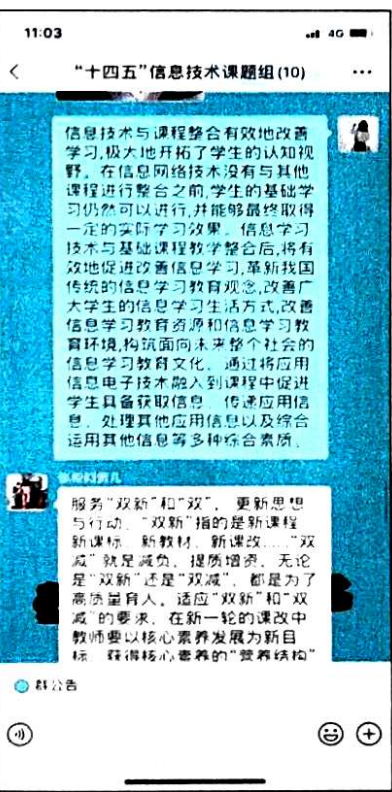 11:03
4G
"十四五"信息技术课题组(10)
信息技术与课程整合有效地改善
学习,极大地开拓了学生的认知视
野。在信息网络技术没有与其他
课程进行整台之前,学生的基础学
习仍然可以进行,并能够最终取得
一定的实际学习效果。信息学习
技术与基础课程教学整合后,将有
效地促进改善信息学习,革新我国
传统的信息学习教育观念,改善广
大学生的信息学习生活方式,改善
信息学习教育资源和信息学习教
育环境,构筑面向未来整个社会的
信息学习教育文化。通过将应用
信息电子技术融入到课程中促进
学生具备获取信息、传递应用信
息、处理其他应用信息以及综合
运用其他信息等多种综合素质。
服务"双新"和"双"，更新思想
与行动。"双新"指的是新课程
新课标、新教材、新课改……"双
减"就是减负、提质增资。无论
是"双新"还是"双减"，都是为了
高质量育人。适应"双新"和"双
减"的要求，在新一轮的课改中
教师要以核心素养发展为新目
标，获得核心素养的"营养结构"
群公告